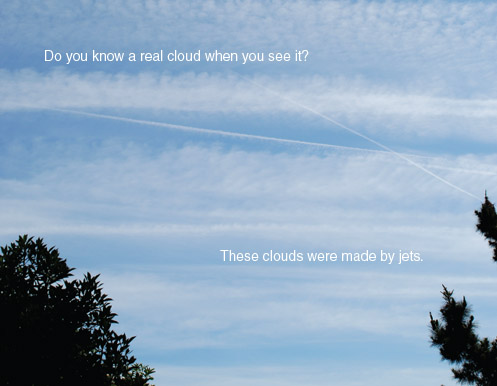 Do you know a real cloud when you see it?
These clouds were made by jets.